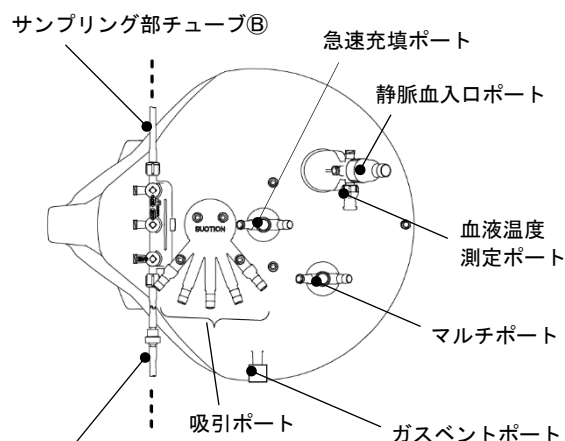 サンプリング部チューブⒷ
急速充填ポート
静脈血入口ポート
SUCTION
血液温度
測定ポート
マルチポート
吸引ポート
ガスベントポート